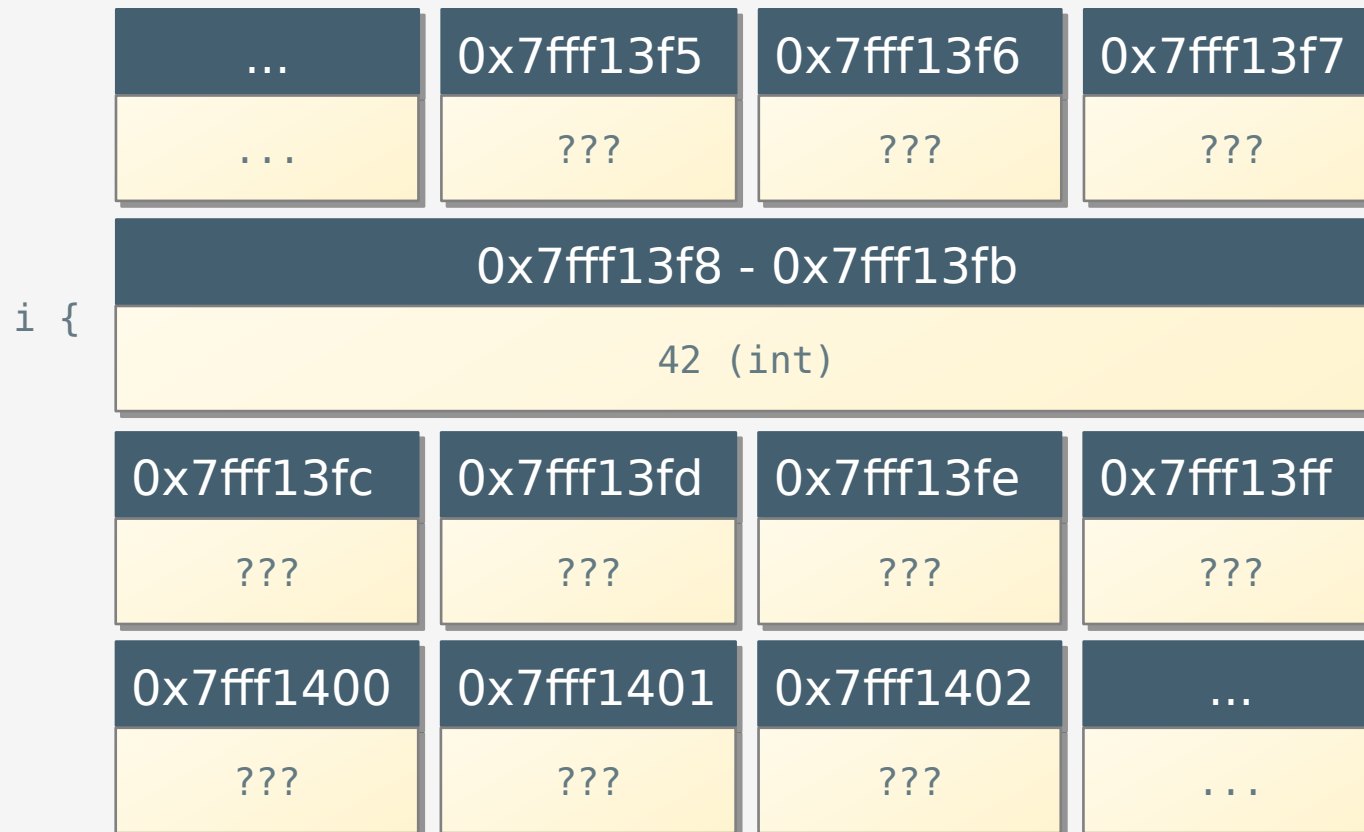 ... 0x7fff13f5 0x7fff13f6 0x7fff13f7
... ??? ??? ???
0x7fff13f8 - 0x7fff13fb
i {
42 (int)
0x7fff13fc 0x7fff13fd 0x7fff13fe 0x7fff13ff
??? ??? ??? ???
0x7fff1400 0x7fff1401 0x7fff1402 ...
??? ??? ??? ...